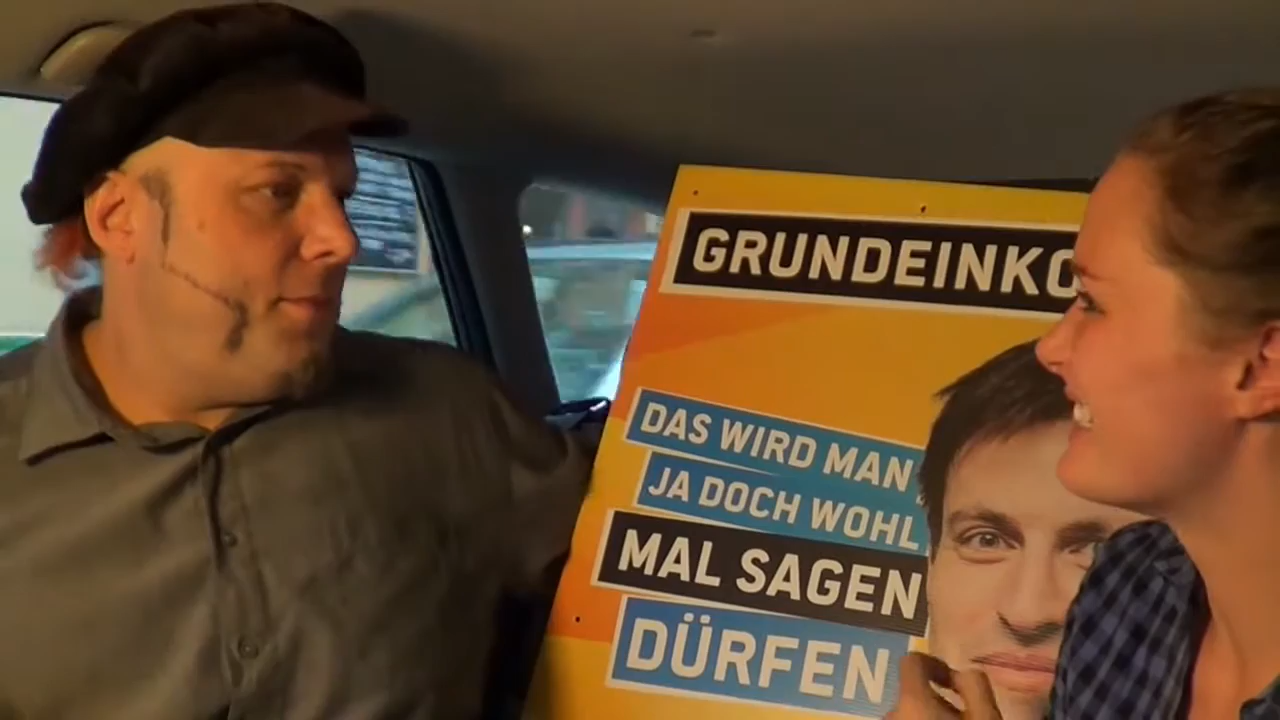 GRUNDEINKO
DAS WIRD MAN
JA DOCH WOHL
MAL SAGEN
DÜRFEN